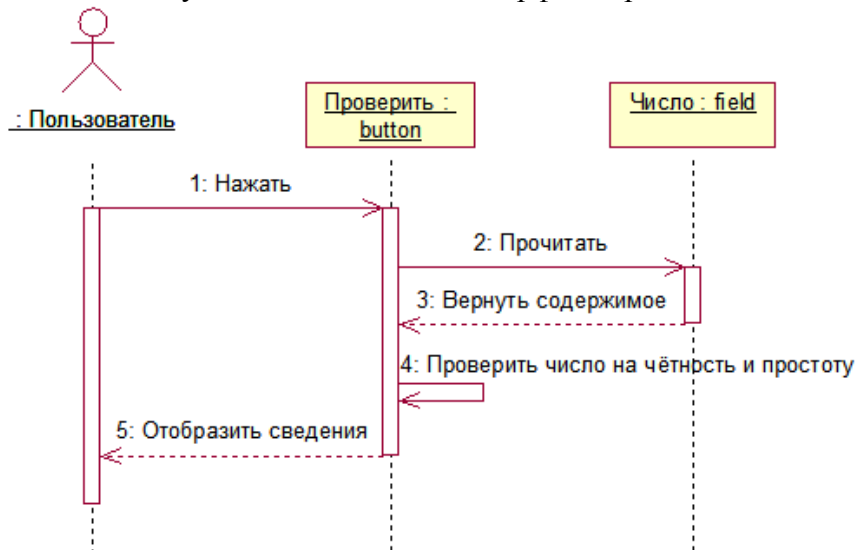 : Пользователь
Проверить :
button
Число : field
1: Нажать
2: Прочитать
3: Вернуть содержимое
4: Проверить число на чётность и простоту
5: Отобразить сведения